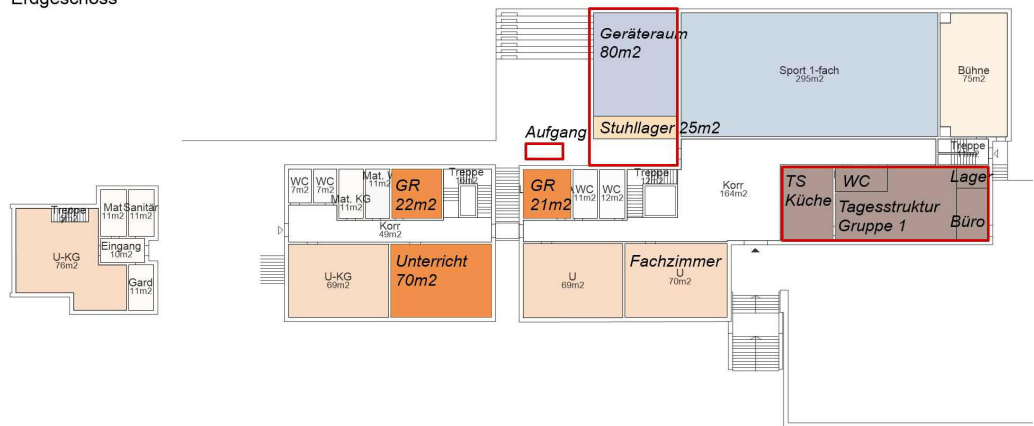 Erdgeschoss
Geräteraum
80m2
Sport 1-fach
295m2
Bühne
75m2
Stuhllager 25m2
Aufgang
Treppe
11m2
WC
7m2
WC
7m2
Mat. KG
11m2
Mat.
11m2
GR
22m2
Treppe
10m2
GR
21m2
WC
11m2
WC
12m2
Treppe
12m2
Korr
164m2
TS
Küche
WC
Lager
Tagesstruktur
Gruppe 1
Büro
Treppe
Mat
11m2
Sanitär
11m2
Eingang
10m2
U-KG
76m2
Gard
11m2
Korr
49m2
U-KG
69m2
Unterricht
70m2
U
69m2
Fachzimmer
U
70m2